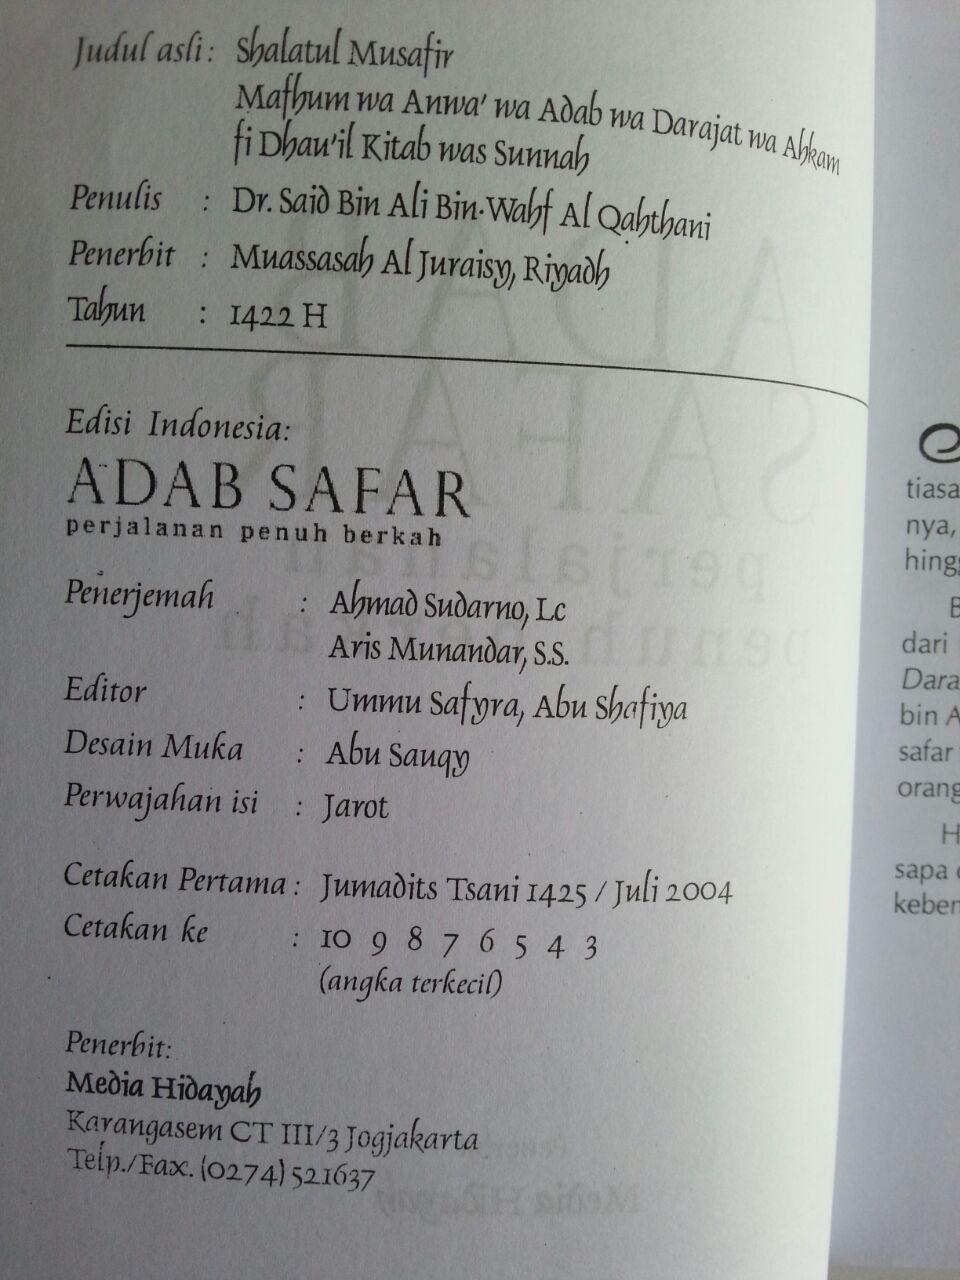 Judul asli : Shalatul Musafir
Mafhum wa Anwa' wa Adab wa Darajat wa Ahkam
fi Dhau'il Kitab was Sunnah
Penulis : Dr. Said Bin Ali Bin Wahf Al Qahthani
Penerbit : Muassasah Al Juraisy, Riyadh
Tahun : 1422 H
Edisi Indonesia:
ADAB SAFAR
perjalanan penuh berkah
Penerjemah : Ahmad Sudarno, Lc
Aris Munandar, S.S.
Editor : Ummu Safyra, Abu Shafiya
Desain Muka : Abu Sauqy
Perwajahan isi : Jarot
Cetakan Pertama : Jumadits Tsani 1425 / Juli 2004
Cetakan ke : 10 9 8 7 6 5 4 3
(angka terkecil)
Penerbit:
Media Hidayah
Karangasem CT III/3 Jogjakarta
Telp./Fax. (0274) 521637
tiasa
nya,
hingg
B
dari
Dara
bin A
safar
orang
H
sapa
keben